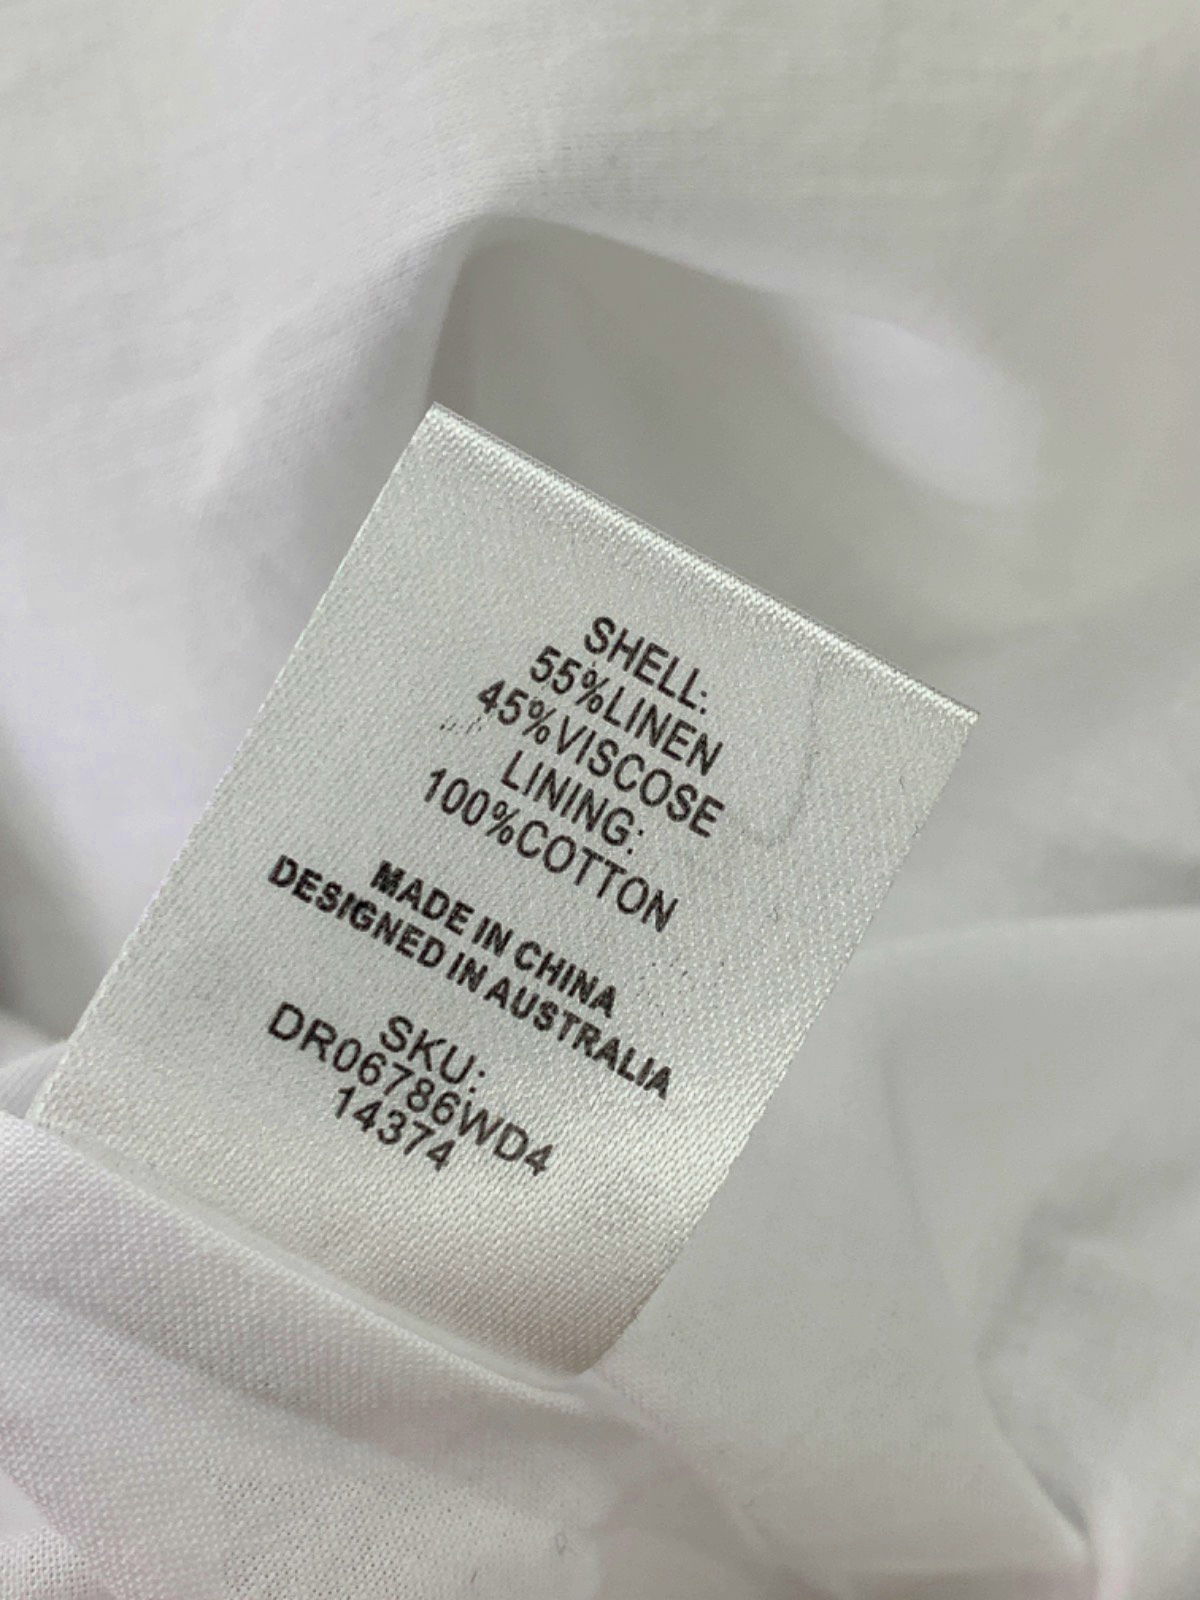 SHELL:
55%LINEN
45%VISCOSE
LINING:
100%COTTON
MADE IN CHINA
DESIGNED IN AUSTRALIA
SKU:
DR06786WD4
14374